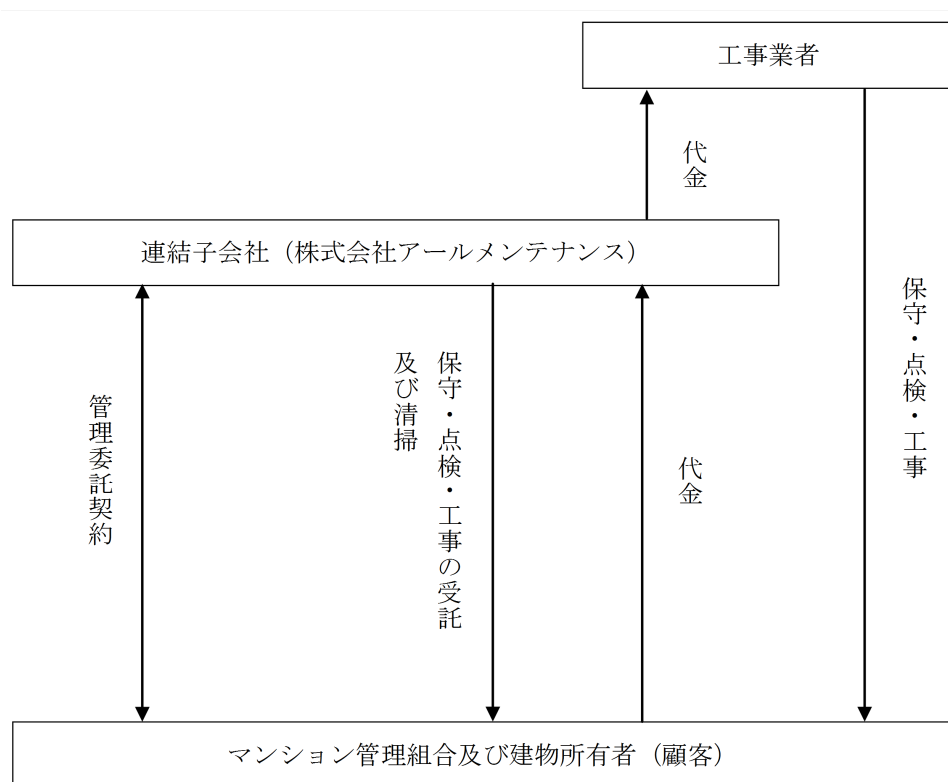 工事業者
代金
連結子会社（株式会社アールメンテナンス）
管理委託契約
保守・点検・工事の受託
及び清掃
代金
保守・点検・工事
マンション管理組合及び建物所有者（顧客）